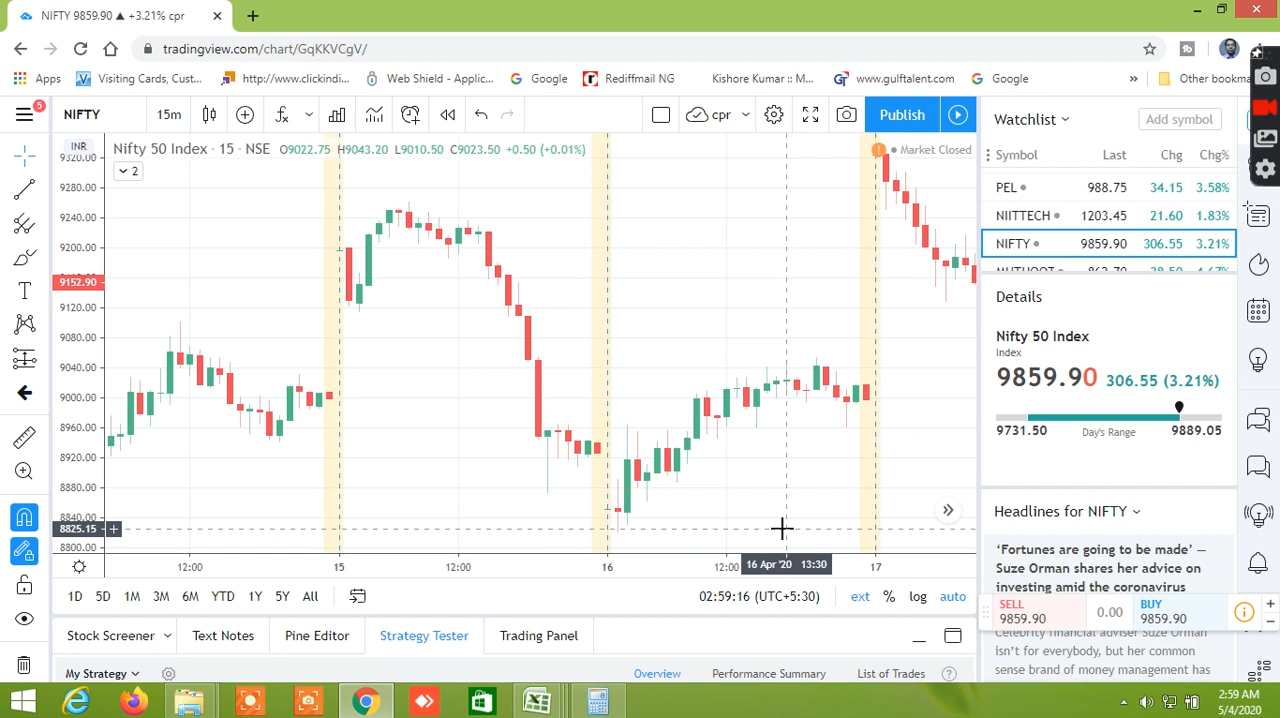 NIFTY 9859.90 ▲ +3.21% cpr
tradingview.com/chart/GqKKVCgV/
Apps Visiting Cards, Cust... http://www.clickindi... Web Shield - Applic... Google Rediffmail NG Kishore Kumar :: M... www.gulftalent.com Google » Other bookma
5 NIFTY 15m cpr Publish
Watchlist Add symbol
INR Nifty 50 Index · 15 · NSE O9022.75 H9043.20 L9010.50 C9023.50 +0.50 (+0.01%) Market Closed
2
Symbol Last Chg Chg%
PEL 988.75 34.15 3.58%
NIITTECH 1203.45 21.60 1.83%
NIFTY 9859.90 306.55 3.21%
9320.00
9280.00
9240.00
9200.00
9152.90
9120.00
9080.00
9040.00
9000.00
8960.00
8920.00
8880.00
8840.00
8825.15
8800.00
Details
Nifty 50 Index
Index
9859.90 306.55 (3.21%)
9731.50 Day's Range 9889.05
Headlines for NIFTY
‘Fortunes are going to be made’ —
Suze Orman shares her advice on
investing amid the coronavirus
12:00 15 12:00 16 12:00 16 Apr '20 13:30 17
1D 5D 1M 3M 6M YTD 1Y 5Y All 02:59:16 (UTC+5:30) ext % log auto
SELL
9859.90
0.00
BUY
9859.90
Celebrity financial adviser Suze Orman
isn't for everybody, but her common
sense brand of money management has
Stock Screener Text Notes Pine Editor Strategy Tester Trading Panel
My Strategy Overview Performance Summary List of Trades
2:59 AM
5/4/2020